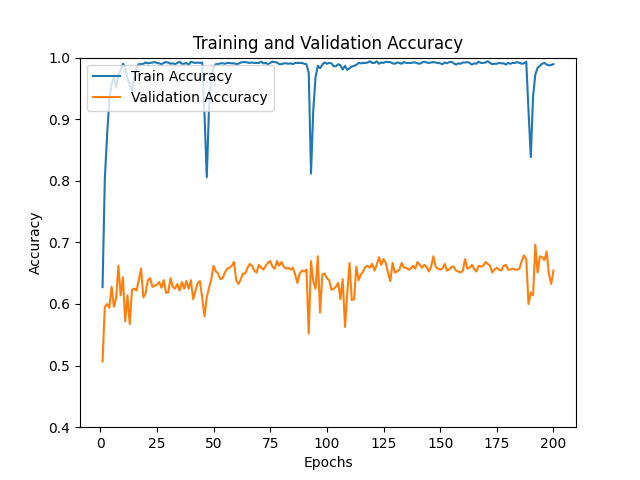 Training and Validation Accuracy
Train Accuracy
Validation Accuracy
1.0
0.9
0.8
0.7
0.6
0.5
0.4
Accuracy
0 25 50 75 100 125 150 175 200
Epochs